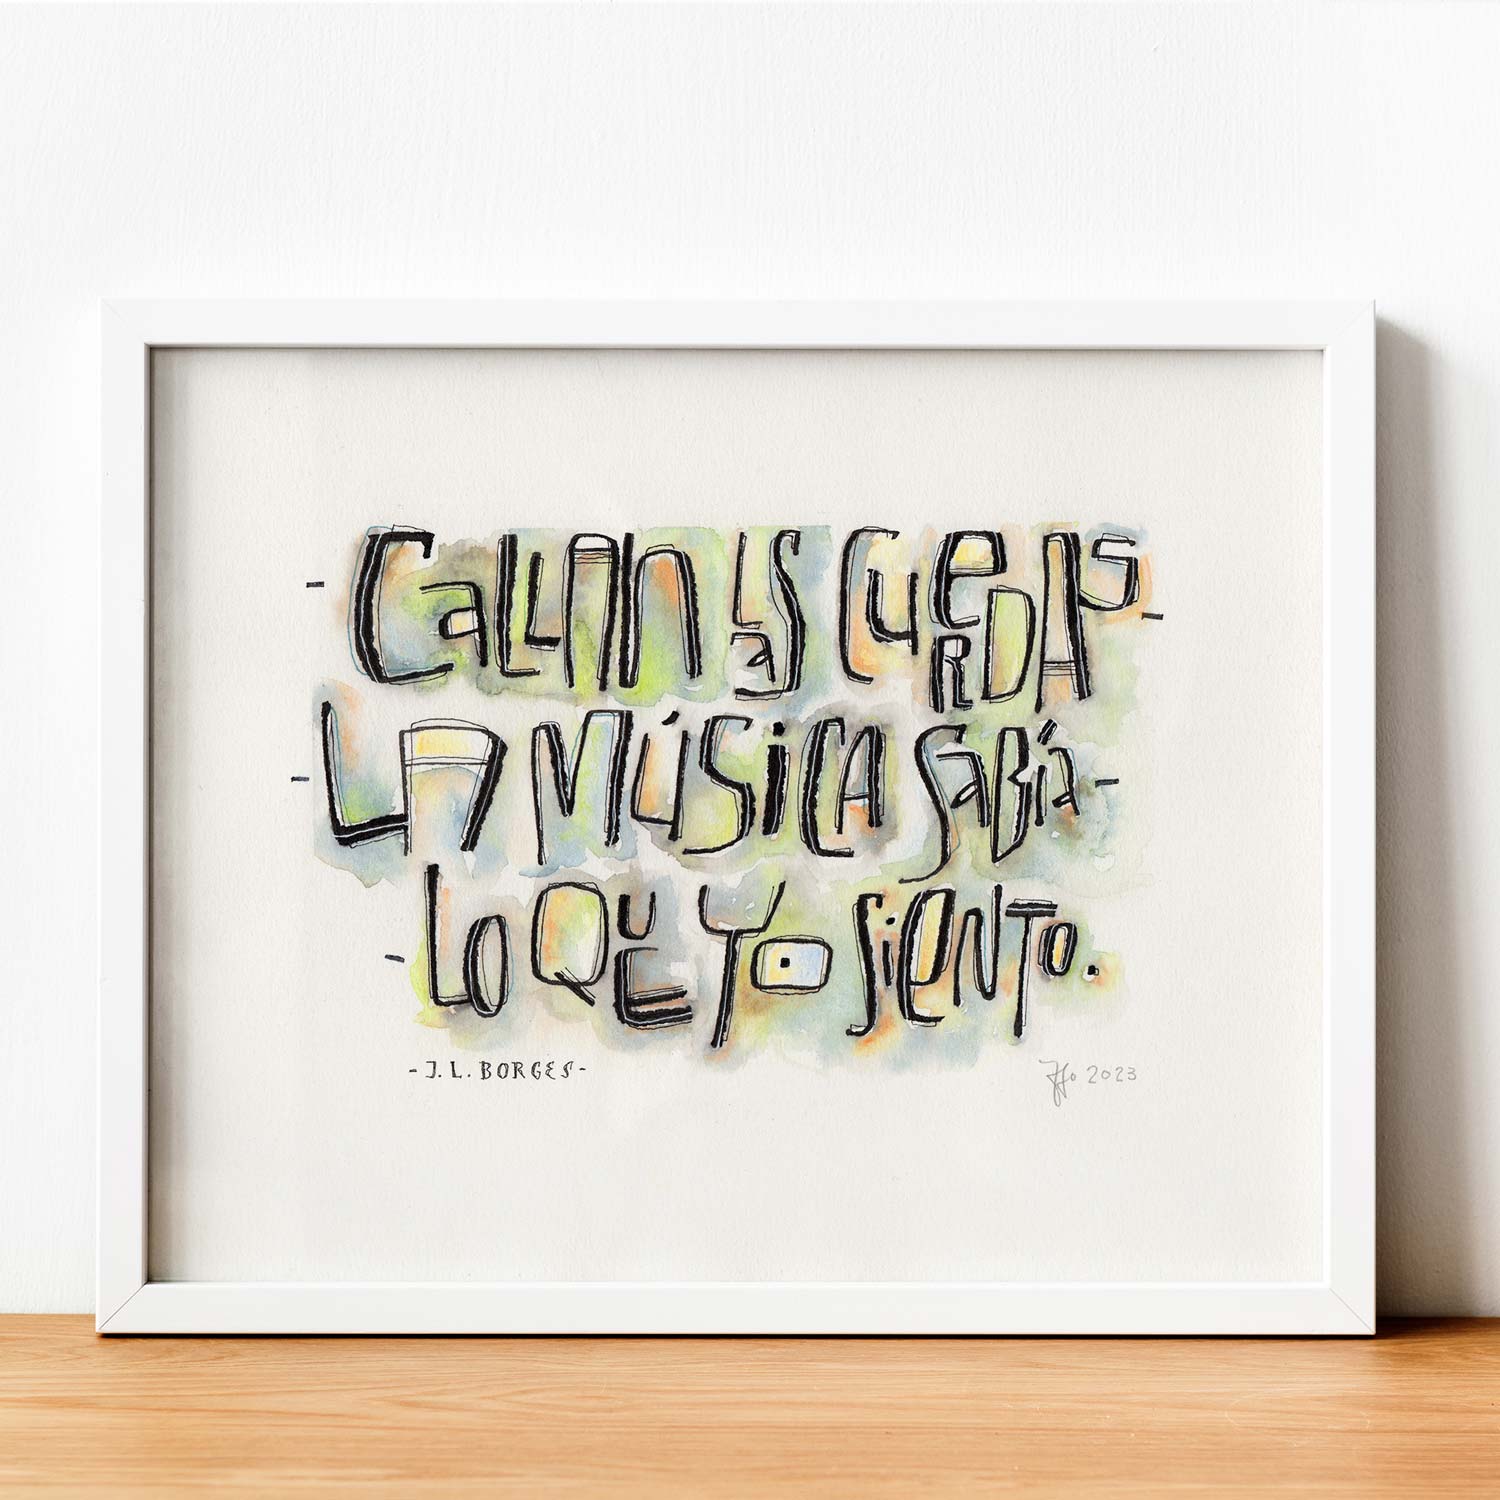 - Callan las cuerdas -
- La música sabía -
- lo que yo siento.
- J. L. BORGES -
2023